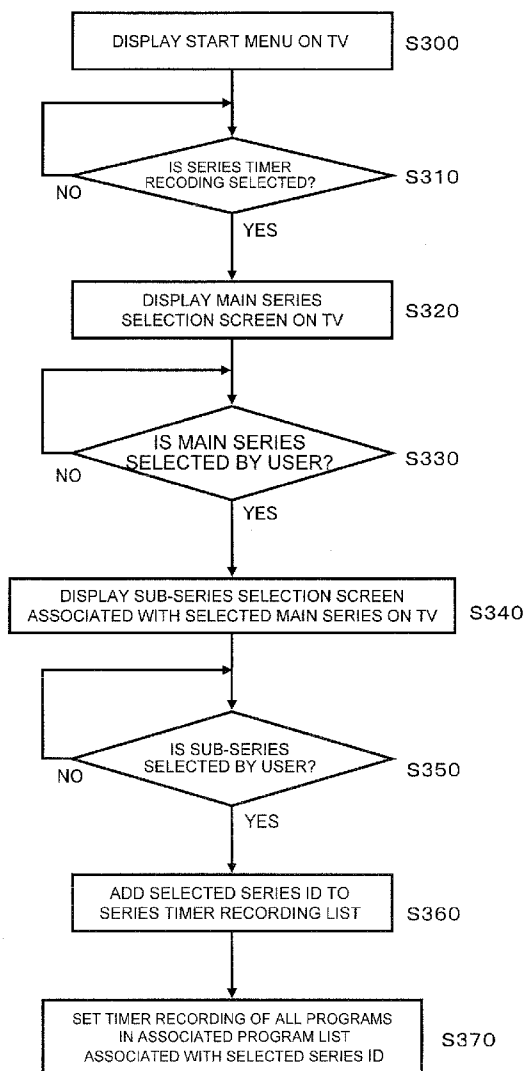 DISPLAY START MENU ON TV
S300
IS SERIES TIMER
RECODING SELECTED?
S310
NO
YES
DISPLAY MAIN SERIES
SELECTION SCREEN ON TV
S320
IS MAIN SERIES
SELECTED BY USER?
S330
NO
YES
DISPLAY SUB-SERIES SELECTION SCREEN
ASSOCIATED WITH SELECTED MAIN SERIES ON TV
S340
IS SUB-SERIES
SELECTED BY USER?
S350
NO
YES
ADD SELECTED SERIES ID TO
SERIES TIMER RECORDING LIST
S360
SET TIMER RECORDING OF ALL PROGRAMS
IN ASSOCIATED PROGRAM LIST
ASSOCIATED WITH SELECTED SERIES ID
S370